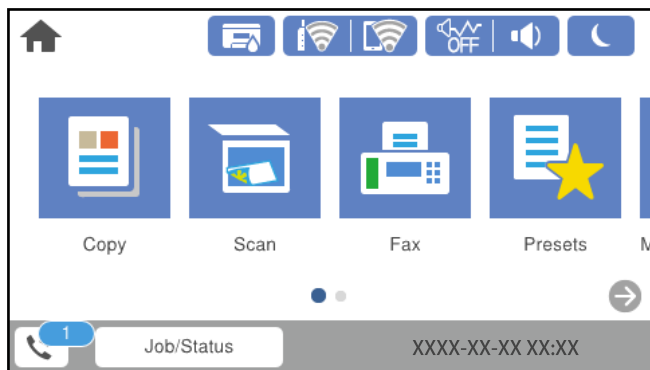 OFF
Copy
Scan
Fax
Presets
M
1
Job/Status
XXXX-XX-XX XX:XX